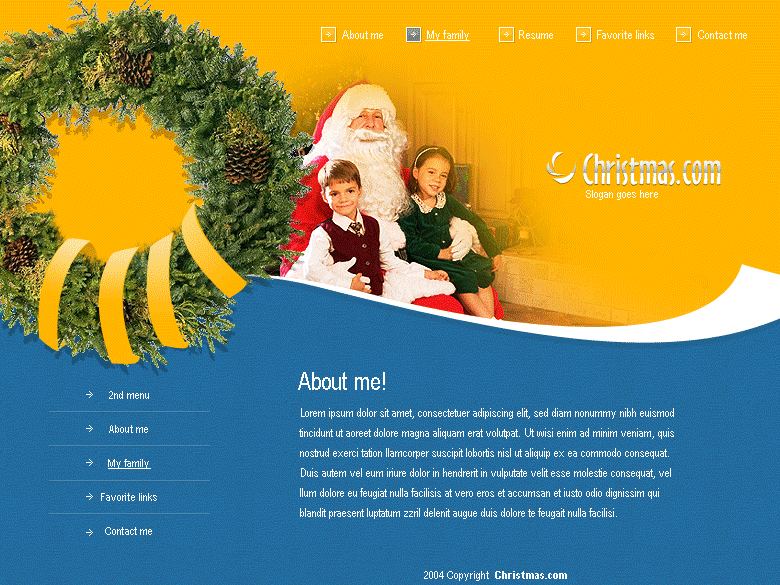 About me
My family
Resume
Favorite links
Contact me
Christmas.com
Slogan goes here
2nd menu
About me
My family
Favorite links
Contact me
About me!
Lorem ipsum dolor sit amet, consectetuer adipiscing elit, sed diam nonummy nibh euismod
tincidunt ut aoreet dolore magna aliquam erat volutpat. Ut wisi enim ad minim veniam, quis
nostrud exerci tation llamcorper suscipit lobortis nisl ut aliquip ex ea commodo consequat.
Duis autem vel eum iriure dolor in hendrerit in vulputate velit esse molestie consequat, vel
llum dolore eu feugiat nulla facilisis at vero eros et accumsan et iusto odio dignissim qui
blandit praesent luptatum zzril delenit augue duis dolore te feugait nulla facilisi.
2004 Copyright Christmas.com